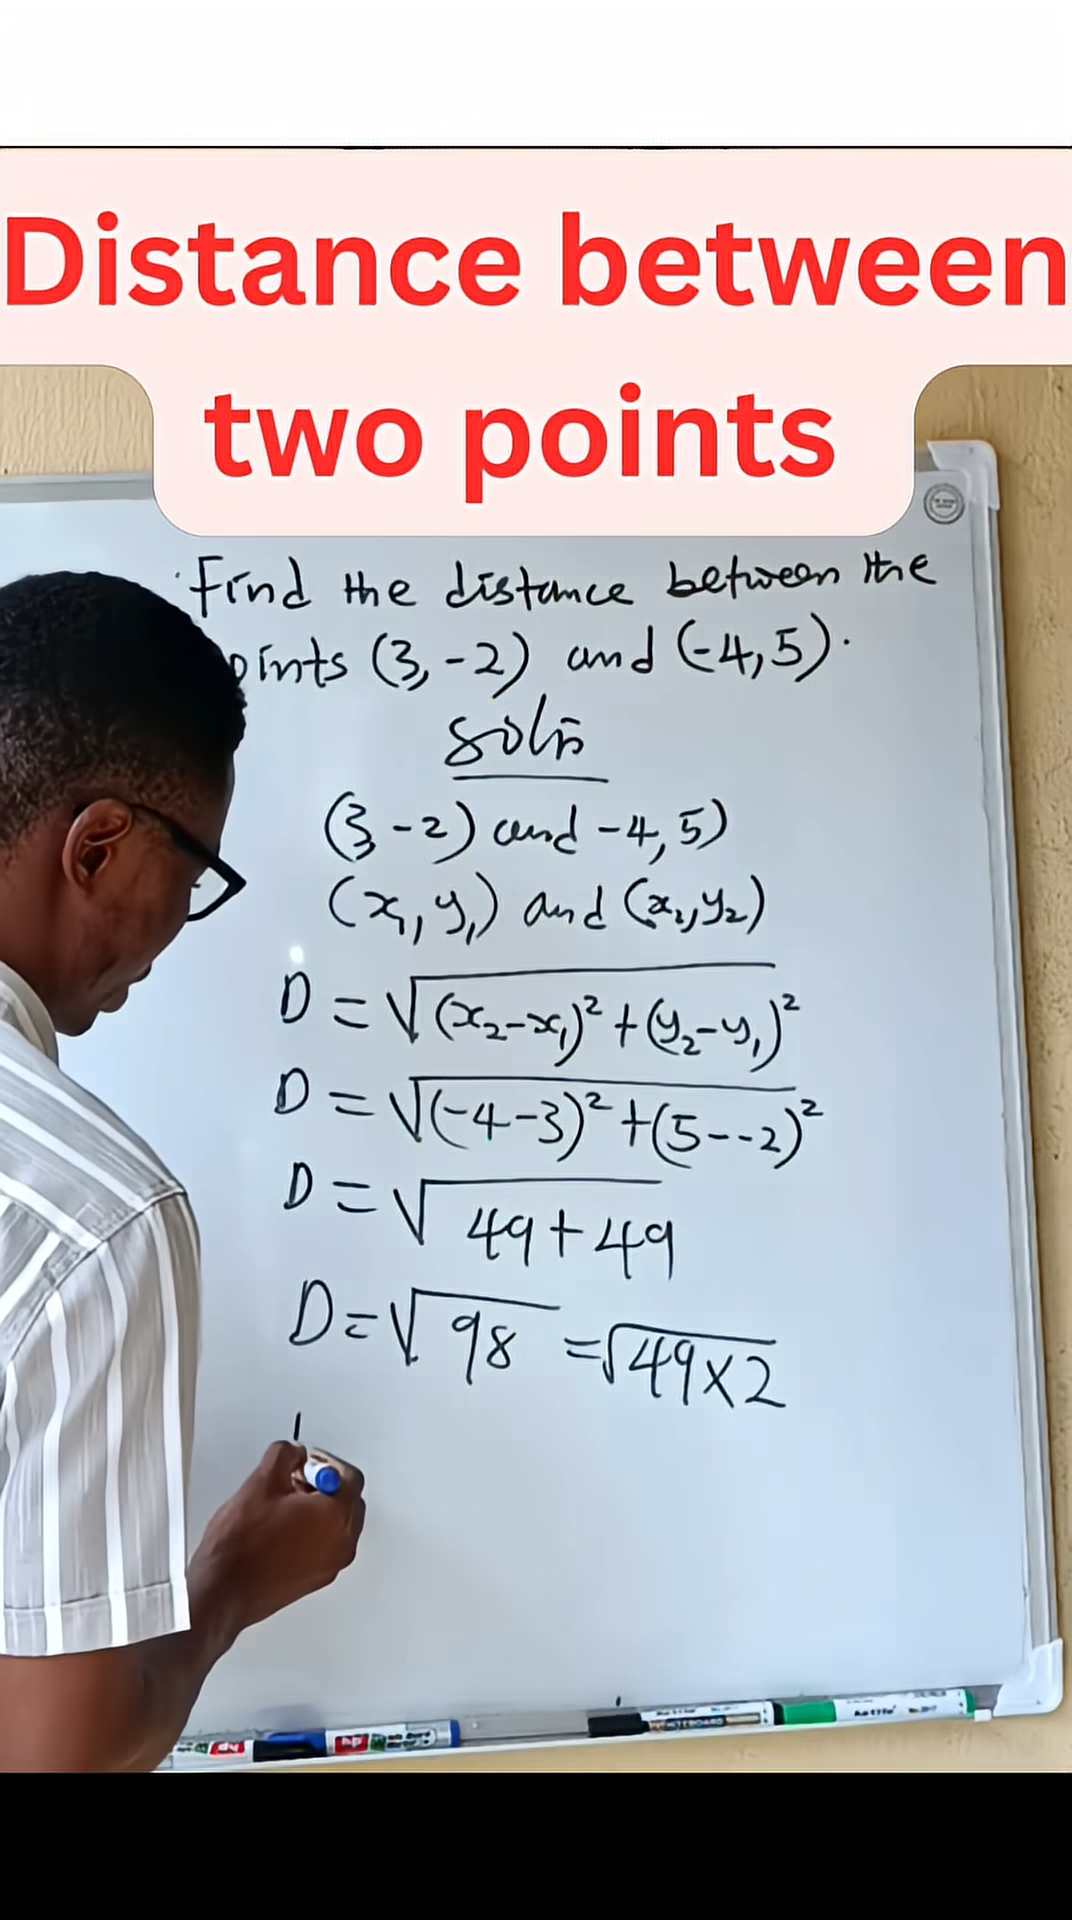 Distance between
two points
Find the distance between the
oints (3, -2) and (-4, 5).
soln
(3, -2) and -4, 5)
(x₁, y₁) and (x₂, y₂)
D = √(x₂-x₁)² + (y₂-y₁)²
D = √(-4-3)² + (5--2)²
D = √49 + 49
D = √98 = √49×2